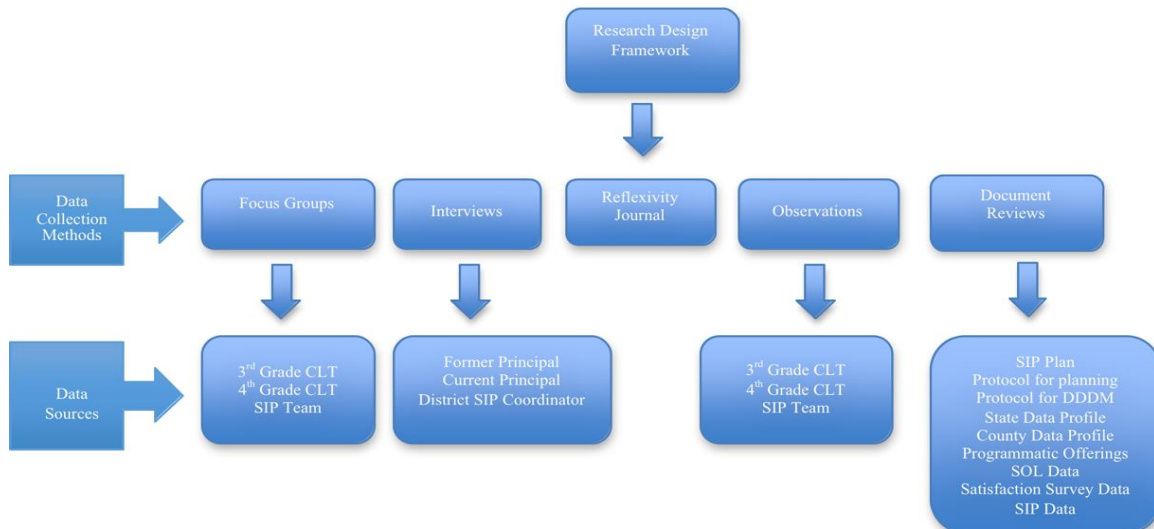 Research Design
Framework
Data
Collection
Methods
Focus Groups
Interviews
Reflexivity
Journal
Observations
Document
Reviews
Data
Sources
3rd Grade CLT
4th Grade CLT
SIP Team
Former Principal
Current Principal
District SIP Coordinator
3rd Grade CLT
4th Grade CLT
SIP Team
SIP Plan
Protocol for planning
Protocol for DDDM
State Data Profile
County Data Profile
Programmatic Offerings
SOL Data
Satisfaction Survey Data
SIP Data